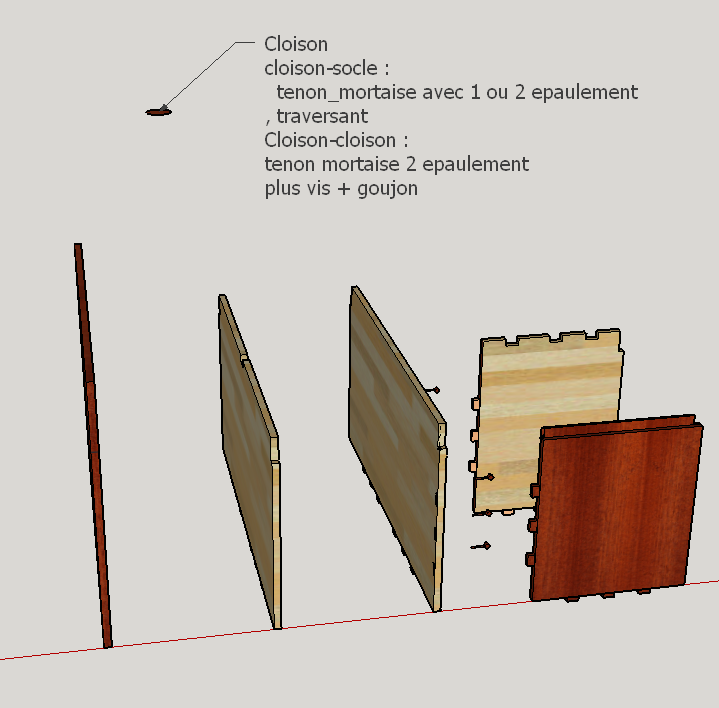 Cloison
cloison-socle :
tenon_mortaise avec 1 ou 2 epaulement
, traversant
Cloison-cloison :
tenon mortaise 2 epaulement
plus vis + goujon